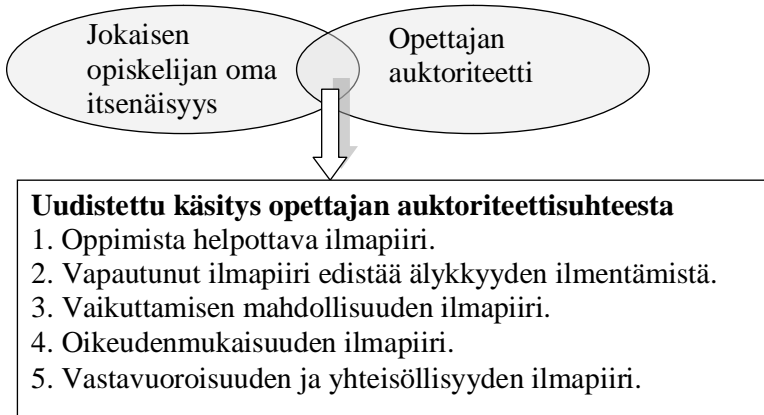 Jokaisen
opiskelijan oma
itsenäisyys
Opettajan
auktoriteetti
Uudistettu käsitys opettajan auktoriteettisuhteesta
1. Oppimista helpottava ilmapiiri.
2. Vapautunut ilmapiiri edistää älykkyyden ilmentämistä.
3. Vaikuttamisen mahdollisuuden ilmapiiri.
4. Oikeudenmukaisuuden ilmapiiri.
5. Vastavuoroisuuden ja yhteisöllisyyden ilmapiiri.